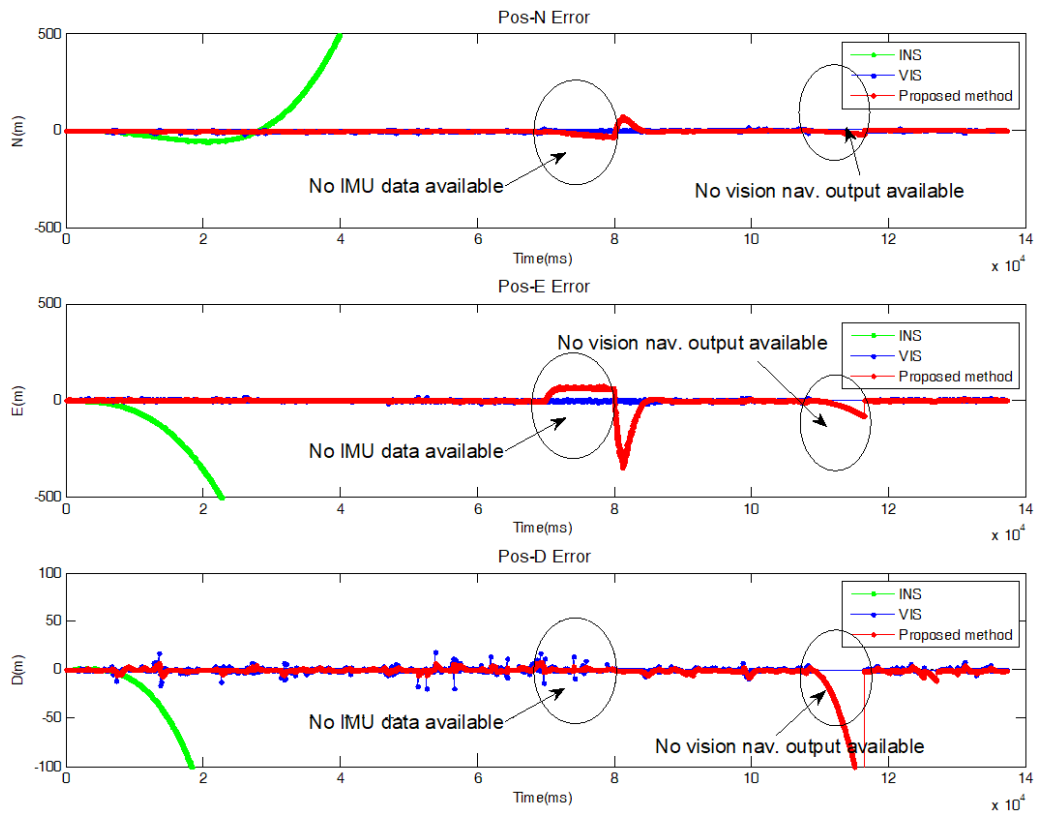 Pos-N Error
500
0
-500
N(m)
INS
VIS
Proposed method
No IMU data available
No vision nav. output available
0
2
4
6
8
10
12
14
Time(ms)
x 10^4
Pos-E Error
500
0
-500
E(m)
INS
VIS
Proposed method
No vision nav. output available
No IMU data available
0
2
4
6
8
10
12
14
Time(ms)
x 10^4
Pos-D Error
100
50
0
-50
-100
D(m)
INS
VIS
Proposed method
No IMU data available
No vision nav. output available
0
2
4
6
8
10
12
14
Time(ms)
x 10^4